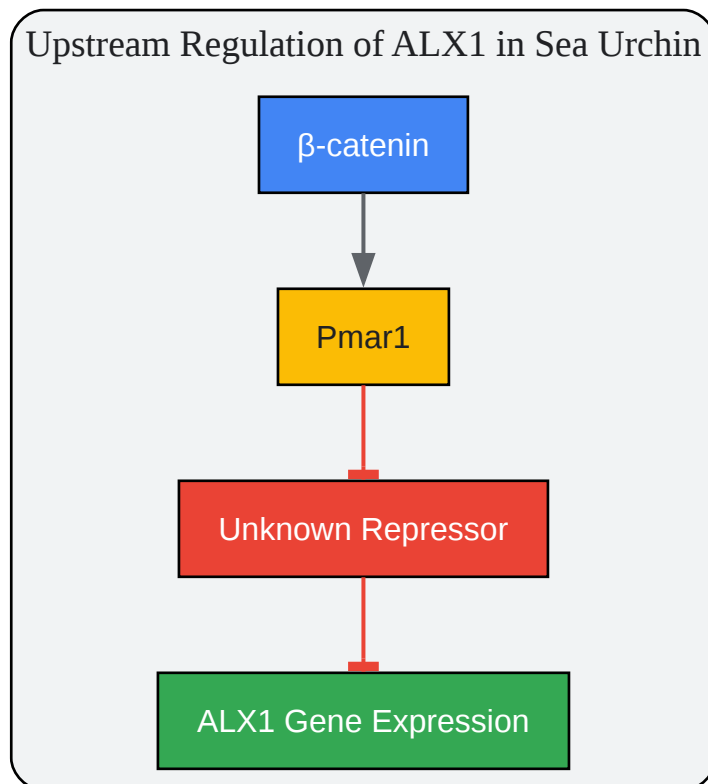 Upstream Regulation of ALX1 in Sea Urchin
β-catenin
Pmar1
Unknown Repressor
ALX1 Gene Expression